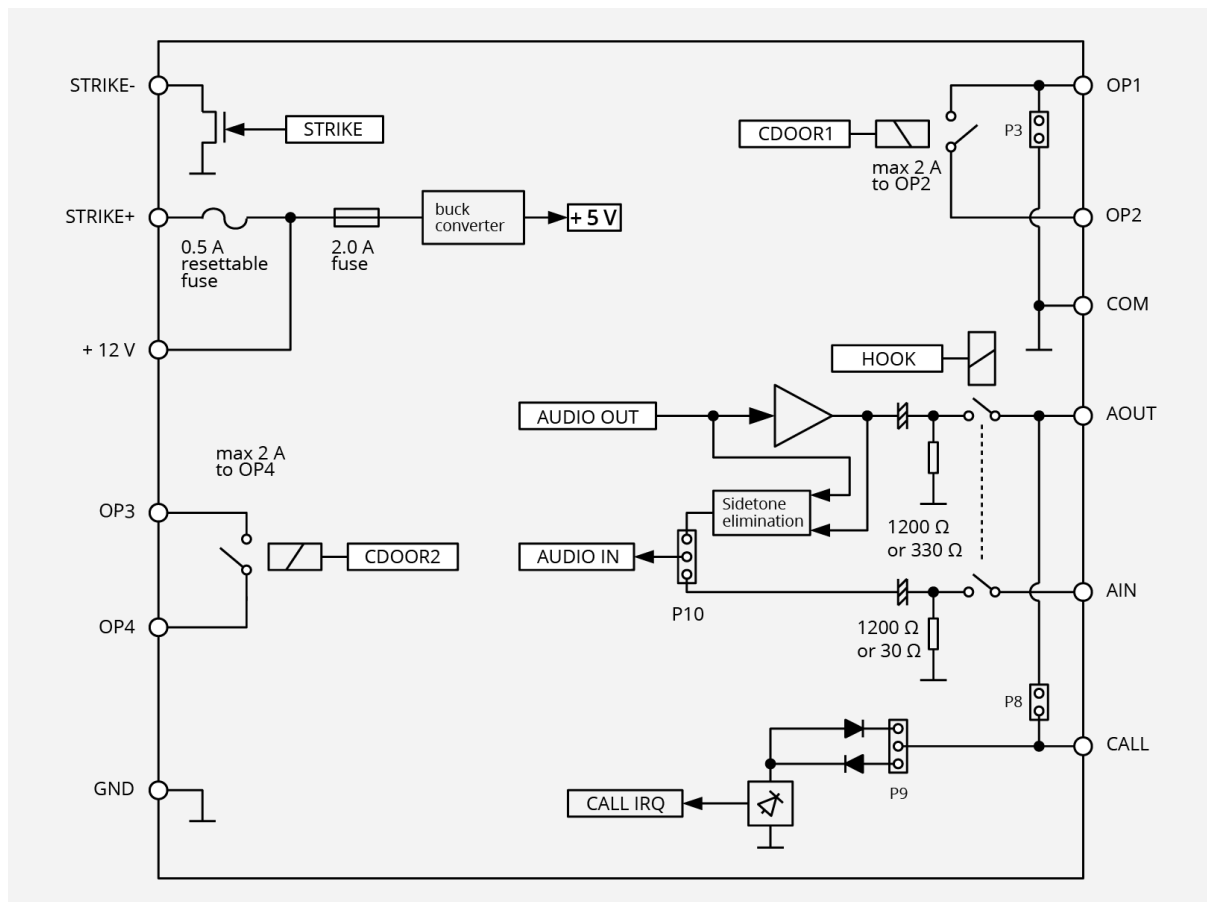 STRIKE-
STRIKE
OP1
P3
CDOOR1
max 2 A
to OP2
STRIKE+
buck
converter
+ 5 V
OP2
0.5 A
resettable
fuse
2.0 A
fuse
COM
+ 12 V
HOOK
AUDIO OUT
AOUT
max 2 A
to OP4
OP3
Sidetone
elimination
1200 Ω
or 330 Ω
CDOOR2
AUDIO IN
AIN
P10
OP4
1200 Ω
or 30 Ω
P8
CALL
GND
CALL IRQ
P9